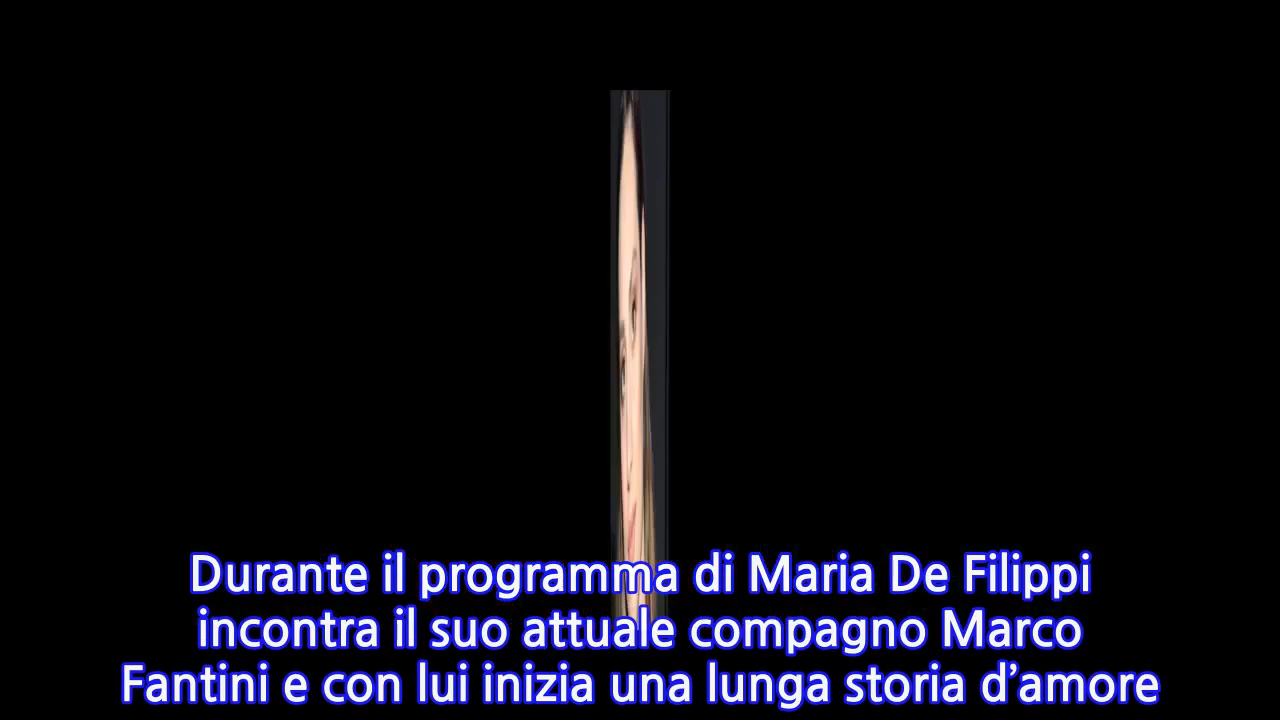 Durante il programma di Maria De Filippi
incontra il suo attuale compagno Marco
Fantini e con lui inizia una lunga storia d’amore